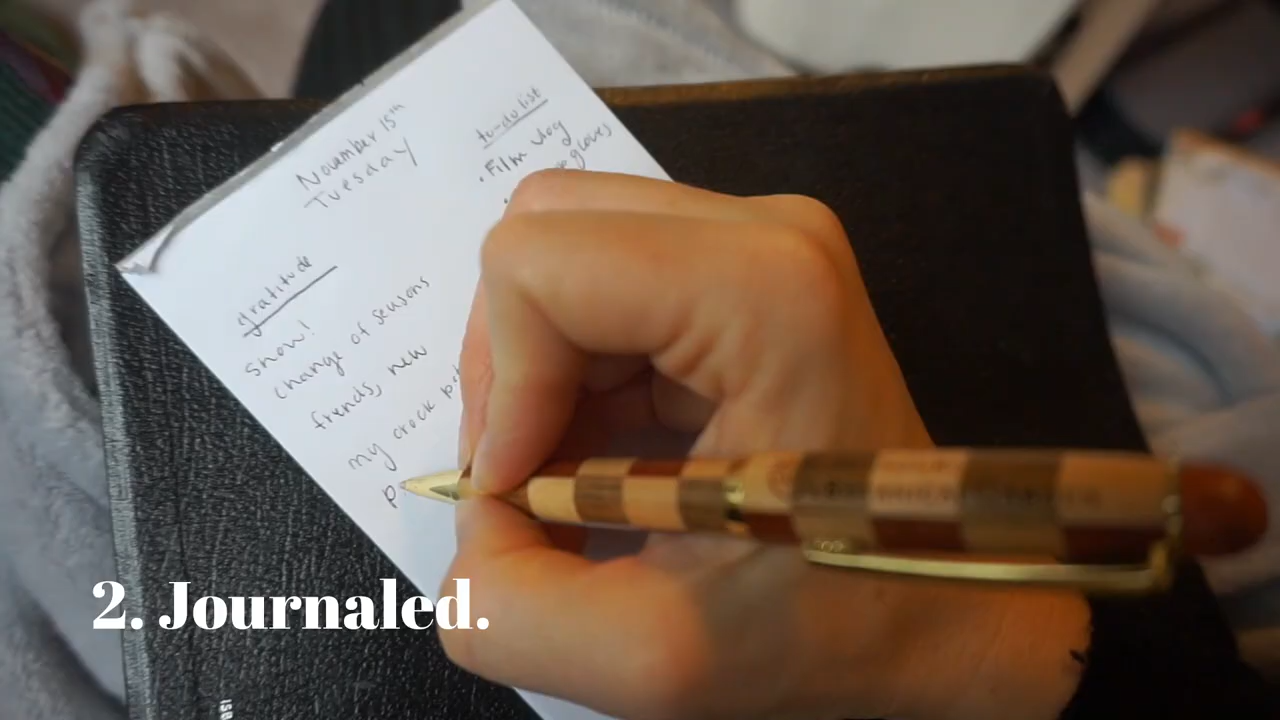 November 15th
Tuesday
to-do list
• Film vlog
gloves
gratitude
snow!
change of seasons
friends, new
my crock pot
p
2. Journaled.